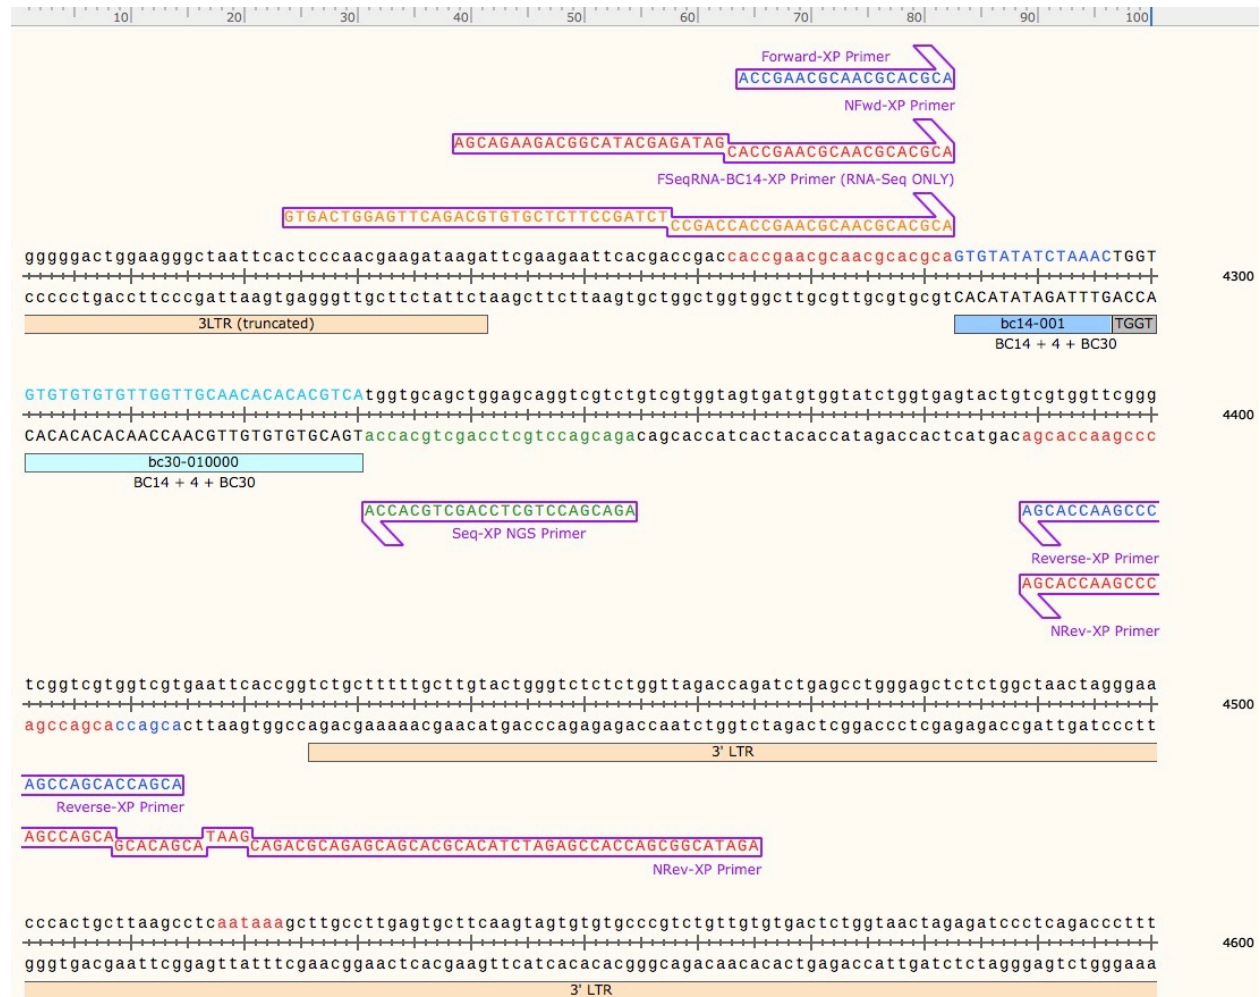 10 20 30 40 50 60 70 80 90 100
Forward-XP Primer
ACCGAACGCAACGCACGCA
NFwd-XP Primer
AGCAGAAGACGGCATACGAGATAG CACCGAACGCAACGCACGCA
FSeqRNA-BC14-XP Primer (RNA-Seq ONLY)
GTGACTGGAGTTCAGACGTGTGCTCTTCCGATCT CCGACCACCGAACGCAACGCACGCA
gggggactggaagggctaattcactcccaacgaagataagattcgaagaattcacgaccgaccaccgaacgcaacgcacgcaGTGTATATCTAAACTGGT
4300
ccccctgaccttcccgattaagtgagggttgcttctattctaagcttcttaagtgctggctggtggcttgcgttgcgtgcgtCACATATAGATTTGACCA
3LTR (truncated) bc14-001 TGGT
BC14 + 4 + BC30
GTGTGTGTGTTGGTTGCAACACACACGTCAtggtgcagctggagcaggtcgtctgtcgtggtagtgatgtggtatctggtgagtactgtcgtggttcggg
4400
CACACACACAACCAACGTTGTGTGTGCAGTaccacgtcgacctcgtccagcagacagcaccatcactacaccatagaccactcatgacagcaccaagccc
bc30-010000
BC14 + 4 + BC30
ACCACGTCGACCTCGTCCAGCAGA AGCACCAAGCCC
Seq-XP NGS Primer
Reverse-XP Primer
AGCACCAAGCCC
NRev-XP Primer
tcggtcgtggtcgtgaattcaccggtctgctttttgcttgtactgggtctctctggttagaccagatctgagcctgggagctctctggctaactagggaa
4500
agccagcaccagcacttaagtggccagacgaaaaacgaacatgacccagagagaccaatctggtctagactcggaccctcgagagaccgattgatccctt
3' LTR
AGCCAGCACCAGCA
Reverse-XP Primer
AGCCAGCA GCACAGCA TAAG CAGACGCAGAGCAGCACGCACATCTAGAGCCACCAGCGGCATAGA
NRev-XP Primer
cccactgcttaagcctcaataaagcttgccttgagtgcttcaagtagtgtgtgcccgtctgttgtgtgactctggtaactagagatccctcagacccttt
4600
gggtgacgaattcggagttatttcgaacggaactcacgaagttcatcacacacgggcagacaacacactgagaccattgatctctagggagtctgggaaa
3' LTR